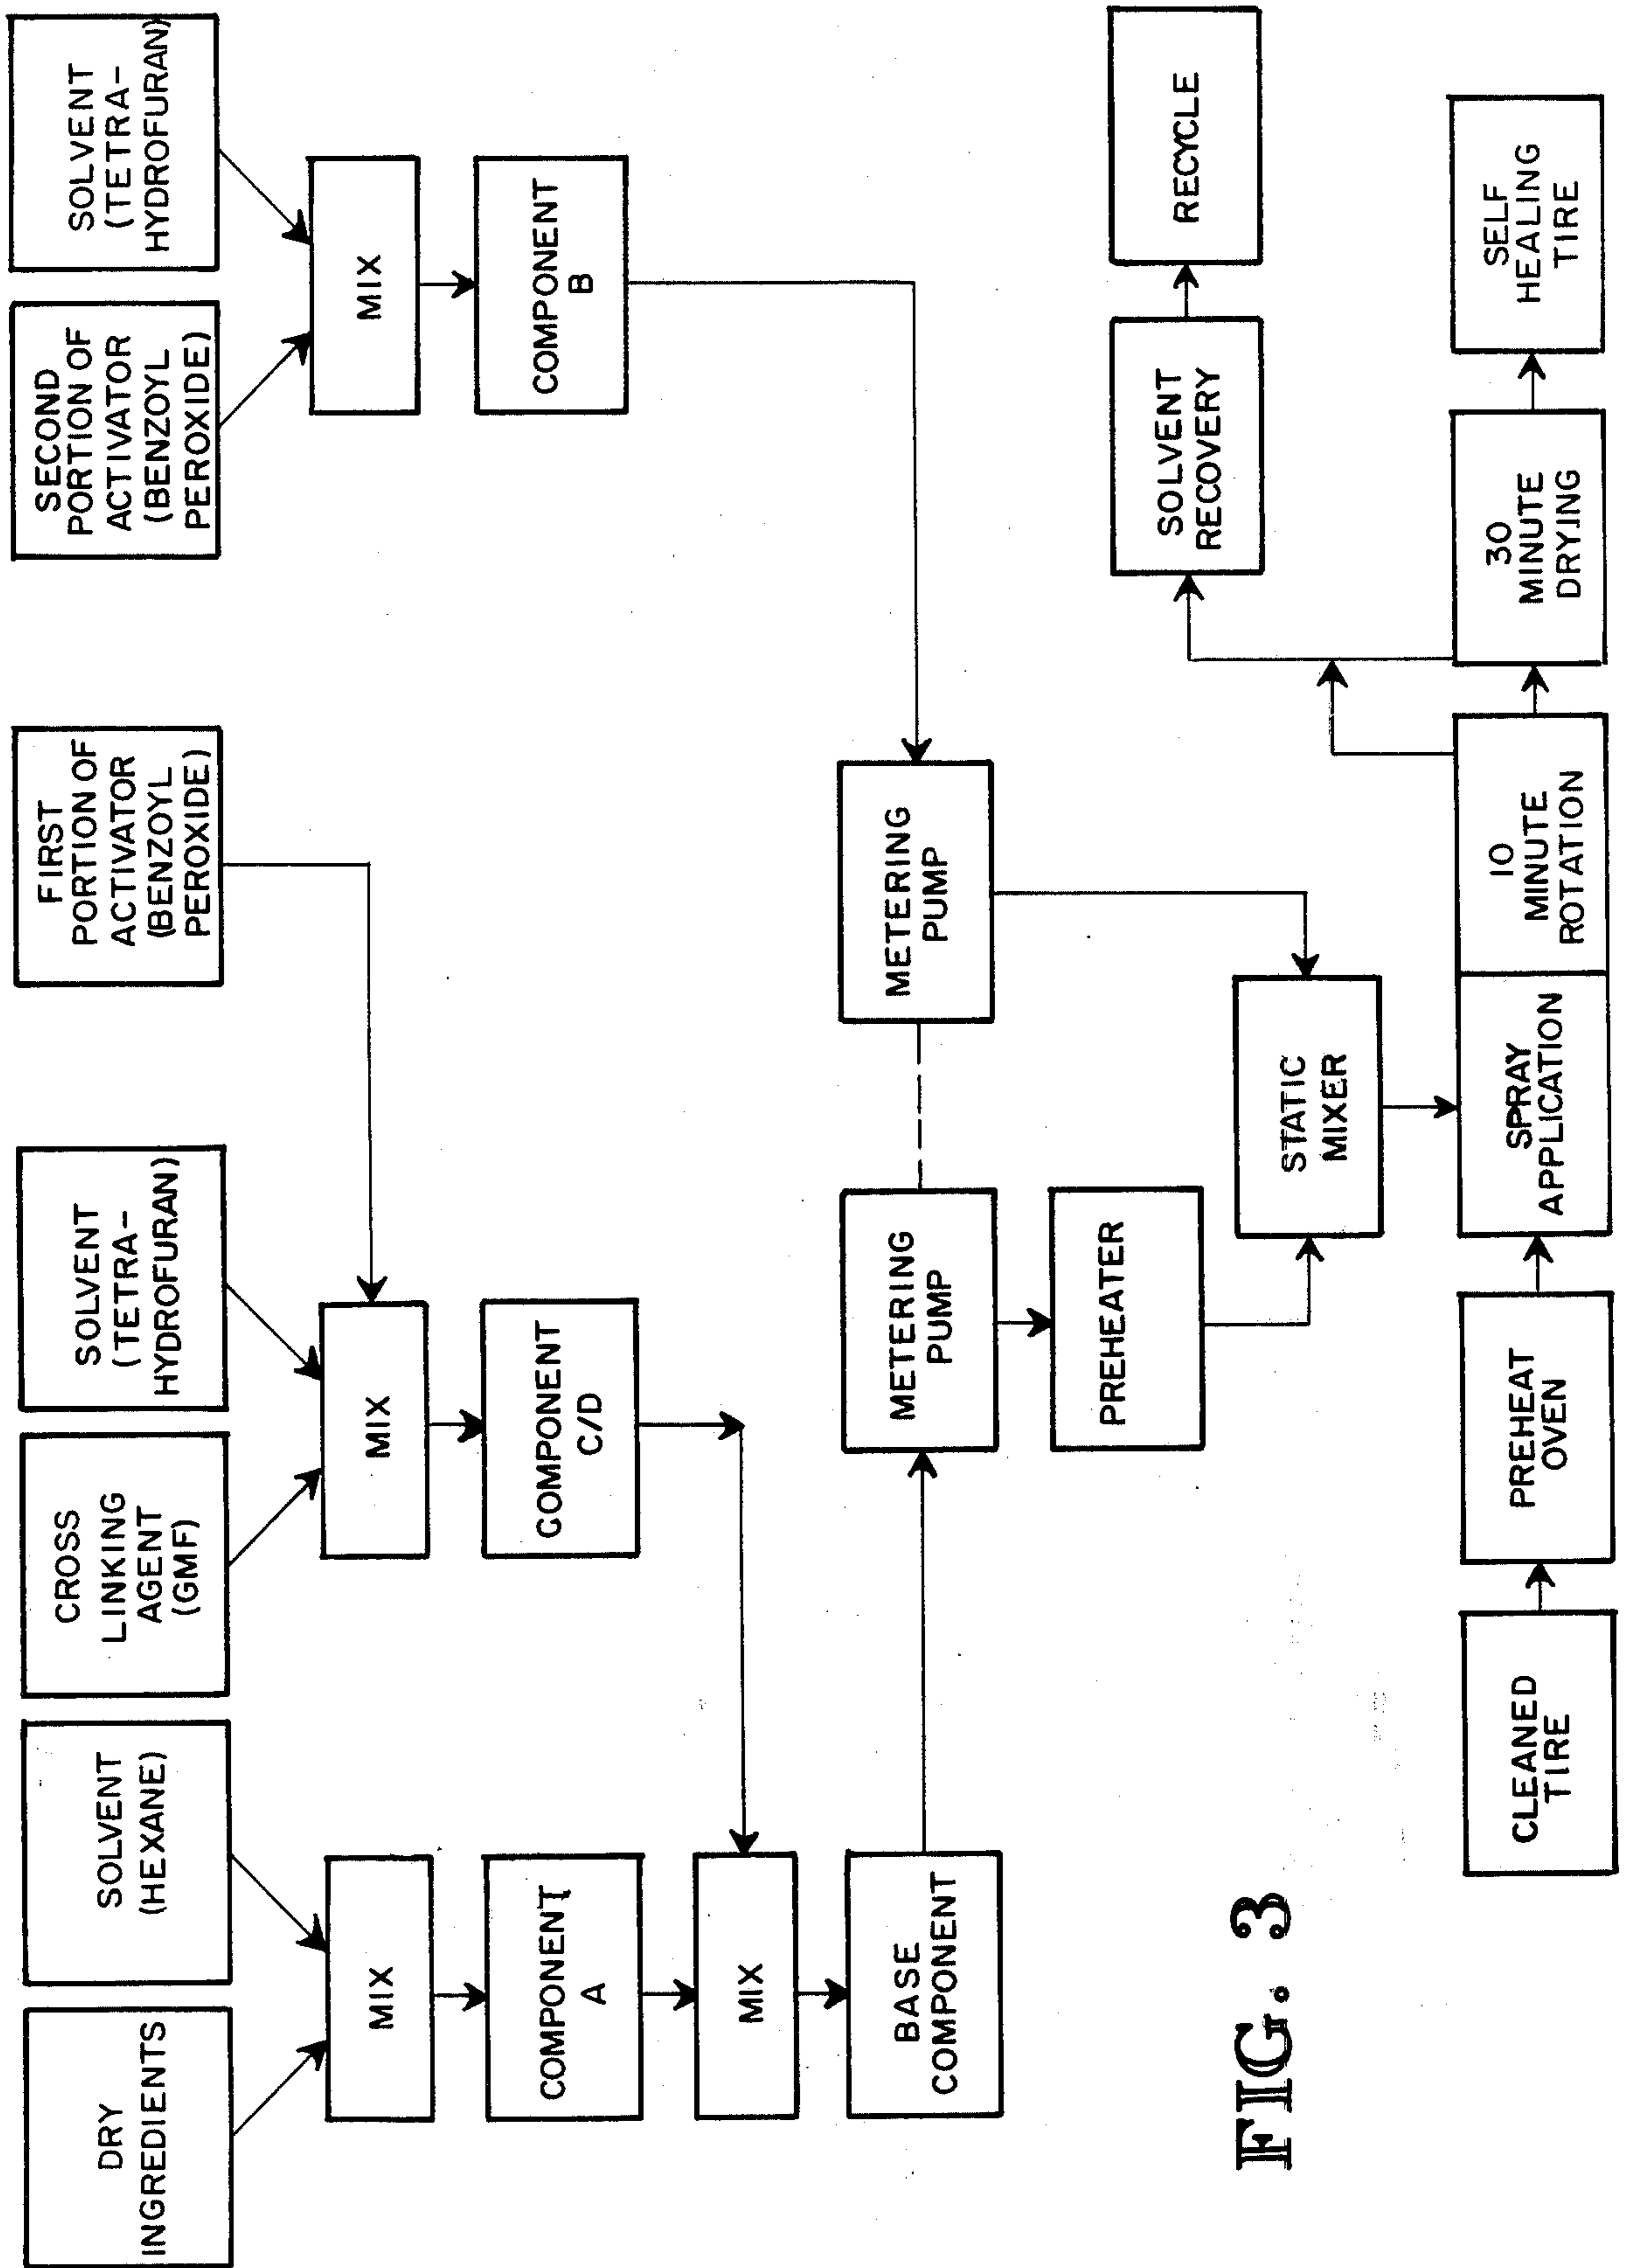 DRY
INGREDIENTS
SOLVENT
(HEXANE)
CROSS
LINKING
AGENT
(GMF)
SOLVENT
(TETRA-
HYDROFURAN)
FIRST
PORTION OF
ACTIVATOR
(BENZOYL
PEROXIDE)
SECOND
PORTION OF
ACTIVATOR
(BENZOYL
PEROXIDE)
SOLVENT
(TETRA-
HYDROFURAN)
MIX
MIX
MIX
COMPONENT
A
COMPONENT
C/D
COMPONENT
B
MIX
BASE
COMPONENT
METERING
PUMP
METERING
PUMP
PREHEATER
STATIC
MIXER
SOLVENT
RECOVERY
RECYCLE
CLEANED
TIRE
PREHEAT
OVEN
SPRAY
APPLICATION
10
MINUTE
ROTATION
30
MINUTE
DRYING
SELF
HEALING
TIRE
FIG. 3